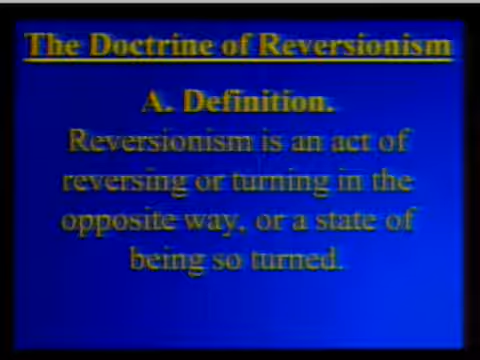 The Doctrine of Reversionism
A. Definition.
Reversionism is an act of
reversing or turning in the
opposite way, or a state of
being so turned.